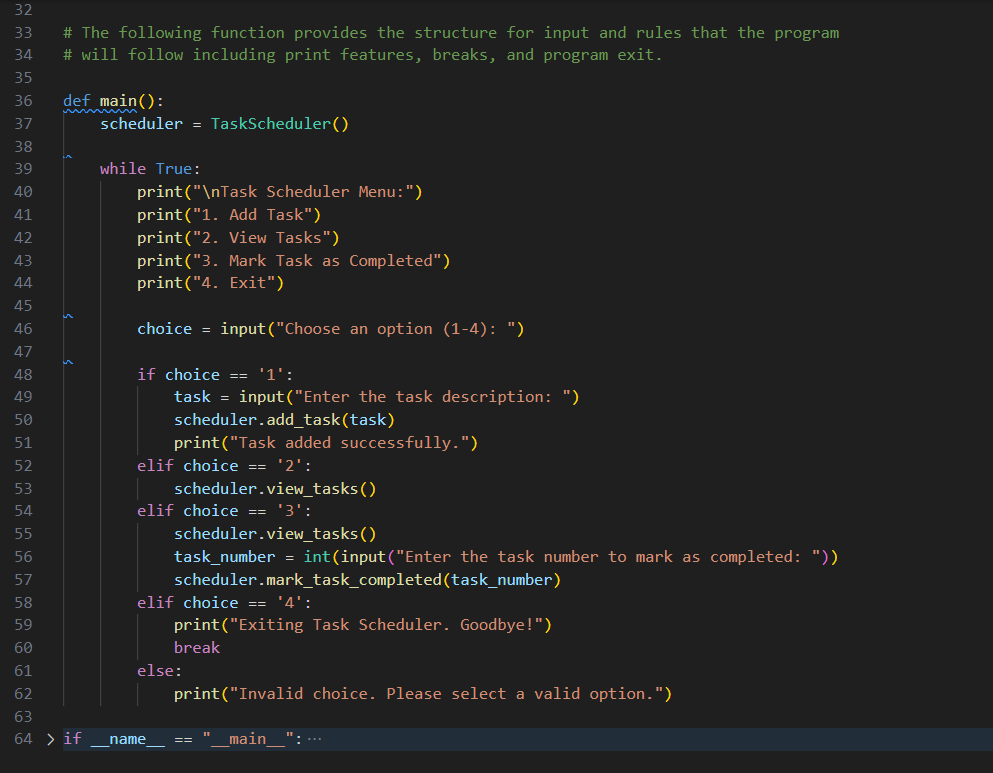 32
33 # The following function provides the structure for input and rules that the program
34 # will follow including print features, breaks, and program exit.
35
36 def main():
37     scheduler = TaskScheduler()
38
39     while True:
40         print("\nTask Scheduler Menu:")
41         print("1. Add Task")
42         print("2. View Tasks")
43         print("3. Mark Task as Completed")
44         print("4. Exit")
45
46         choice = input("Choose an option (1-4): ")
47
48         if choice == '1':
49             task = input("Enter the task description: ")
50             scheduler.add_task(task)
51             print("Task added successfully.")
52         elif choice == '2':
53             scheduler.view_tasks()
54         elif choice == '3':
55             scheduler.view_tasks()
56             task_number = int(input("Enter the task number to mark as completed: "))
57             scheduler.mark_task_completed(task_number)
58         elif choice == '4':
59             print("Exiting Task Scheduler. Goodbye!")
60             break
61         else:
62             print("Invalid choice. Please select a valid option.")
63
64 > if __name__ == "__main__": ···